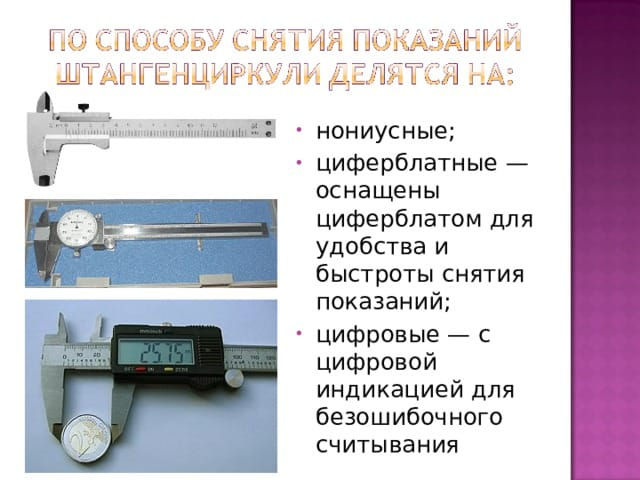 ПО СПОСОБУ СНЯТИЯ ПОКАЗАНИЙ
ШТАНГЕНЦИРКУЛИ ДЕЛЯТСЯ НА:
• нониусные;
• циферблатные —
оснащены
циферблатом для
удобства и
быстроты снятия
показаний;
• цифровые — с
цифровой
индикацией для
безошибочного
считывания
2575